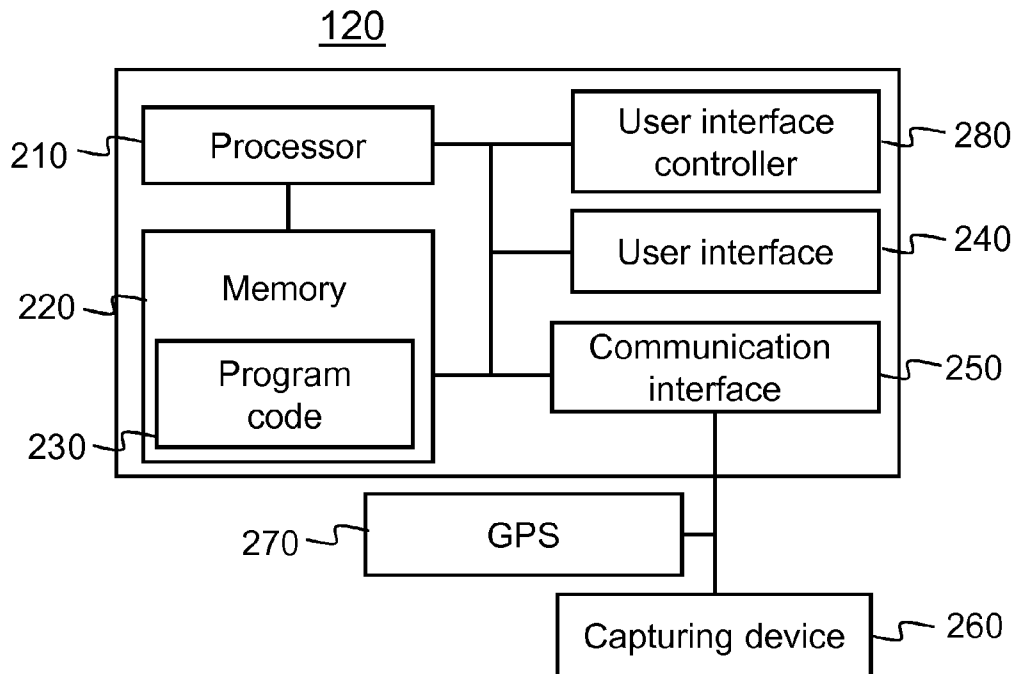 120
210
Processor
User interface
controller
280
User interface
240
220
Memory
Program
code
230
Communication
interface
250
270
GPS
Capturing device
260